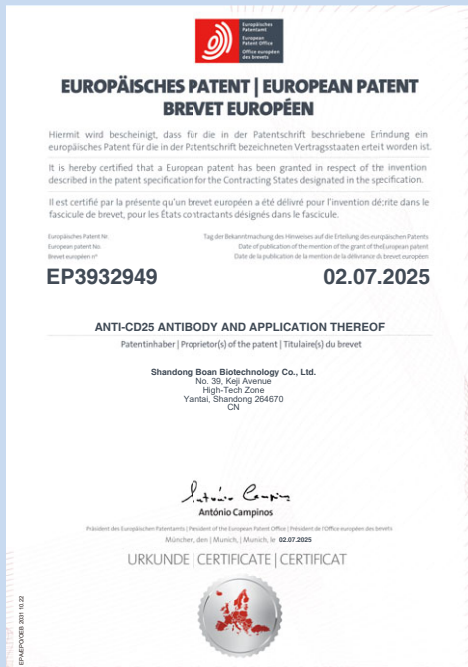 Europäisches
Patentamt
European
Patent Office
Office européen
des brevets
EUROPÄISCHES PATENT | EUROPEAN PATENT
BREVET EUROPÉEN
Hiermit wird bescheinigt, dass für die in der Patentschrift beschriebene Erfindung ein
europäisches Patent für die in der Patentschrift bezeichneten Vertragsstaaten erteilt worden ist.
It is hereby certified that a European patent has been granted in respect of the invention
described in the patent specification for the Contracting States designated in the specification.
Il est certifié par la présente qu'un brevet européen a été délivré pour l'invention décrite dans le
fascicule de brevet, pour les États contractants désignés dans le fascicule.
Europäisches Patent Nr.
European patent No.
Brevet européen n°
Tag der Bekanntmachung des Hinweises auf die Erteilung des europäischen Patents
Date of publication of the mention of the grant of the European patent
Date de la publication de la mention de la délivrance du brevet européen
EP3932949
02.07.2025
ANTI-CD25 ANTIBODY AND APPLICATION THEREOF
Patentinhaber | Proprietor(s) of the patent | Titulaire(s) du brevet
Shandong Boan Biotechnology Co., Ltd.
No. 39, Keji Avenue
High-Tech Zone
Yantai, Shandong 264670
CN
António Campinos
António Campinos
Präsident des Europäischen Patentamts | President of the European Patent Office | Président de l'Office européen des brevets
München, den | Munich, | Munich, le 02.07.2025
URKUNDE | CERTIFICATE | CERTIFICAT
EPA/EPO/OEB 2031 10.22